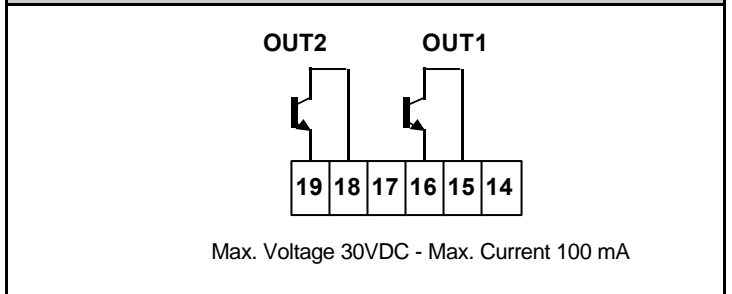 OUT2 OUT1
19 18 17 16 15 14
Max. Voltage 30VDC - Max. Current 100 mA